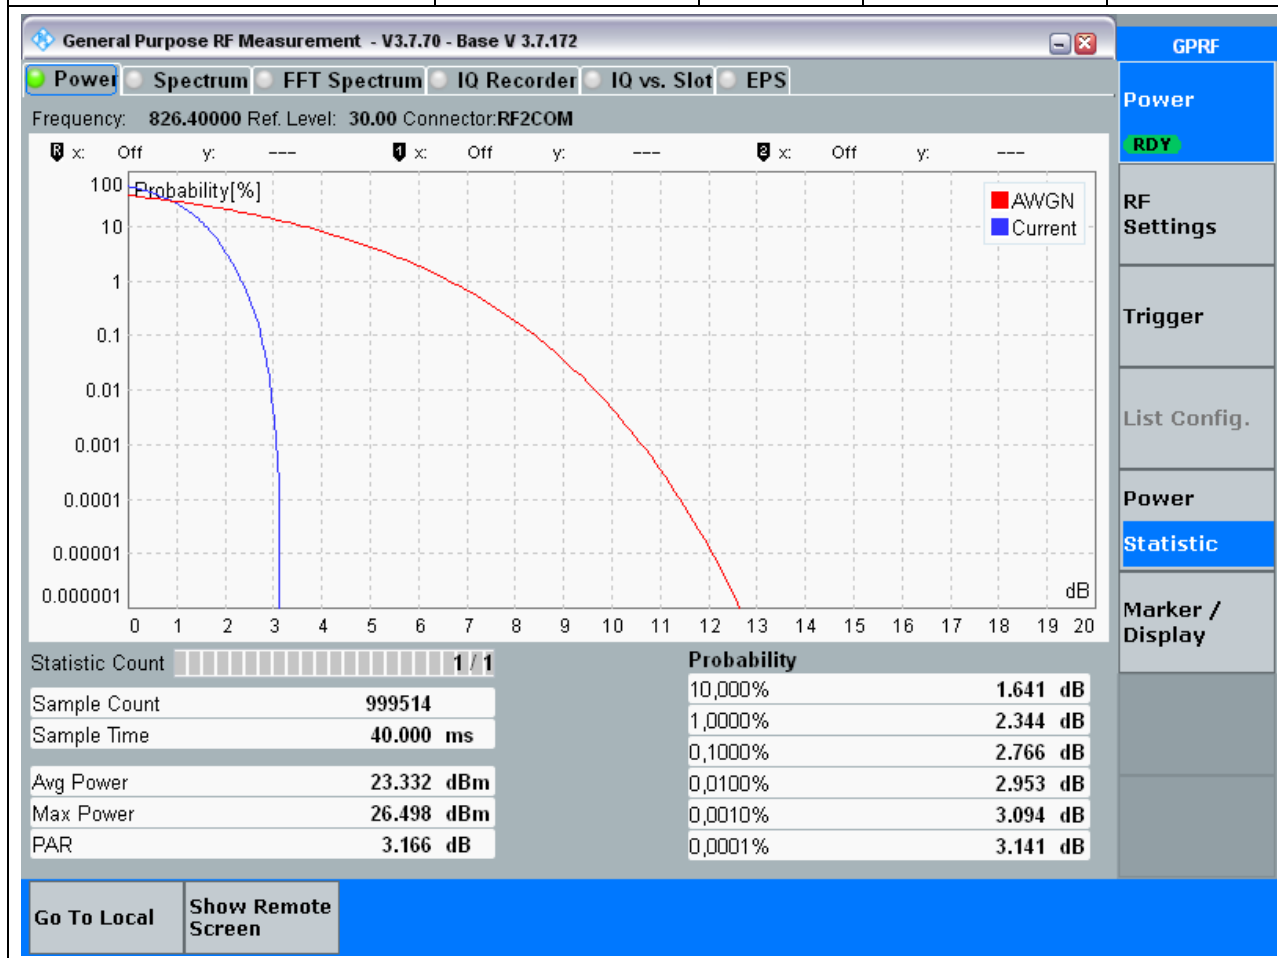 General Purpose RF Measurement - V3.7.70 - Base V 3.7.172
GPRF
Power Spectrum FFT Spectrum IQ Recorder IQ vs. Slot EPS
Frequency: 826.40000 Ref. Level: 30.00 Connector:RF2COM
R x: Off y: --- 1 x: Off y: --- 2 x: Off y: ---
Probability[%]
100
10
1
0.1
0.01
0.001
0.0001
0.00001
0.000001
AWGN
Current
dB
0 1 2 3 4 5 6 7 8 9 10 11 12 13 14 15 16 17 18 19 20
Statistic Count 1 / 1
Sample Count 999514
Sample Time 40.000 ms
Avg Power 23.332 dBm
Max Power 26.498 dBm
PAR 3.166 dB
Probability
10,000% 1.641 dB
1,0000% 2.344 dB
0,1000% 2.766 dB
0,0100% 2.953 dB
0,0010% 3.094 dB
0,0001% 3.141 dB
Power
RDY
RF
Settings
Trigger
List Config.
Power
Statistic
Marker /
Display
Go To Local
Show Remote
Screen